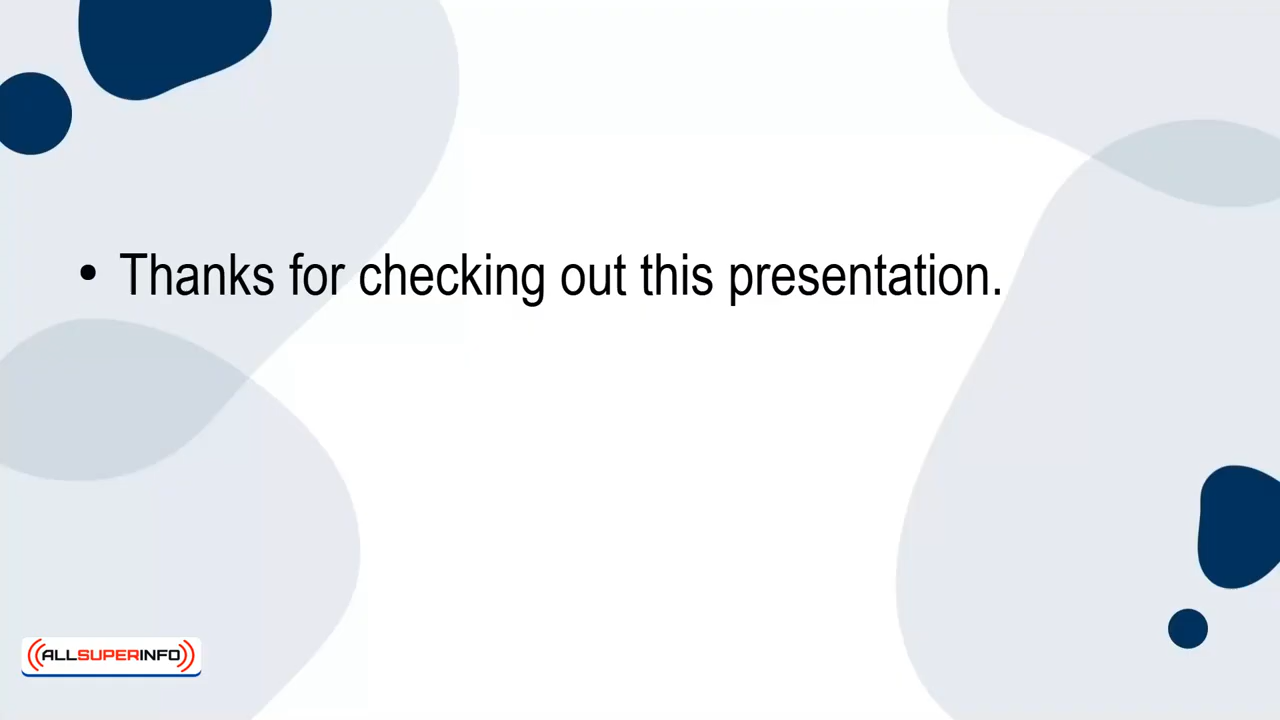 • Thanks for checking out this presentation.
ALLSUPERINFO